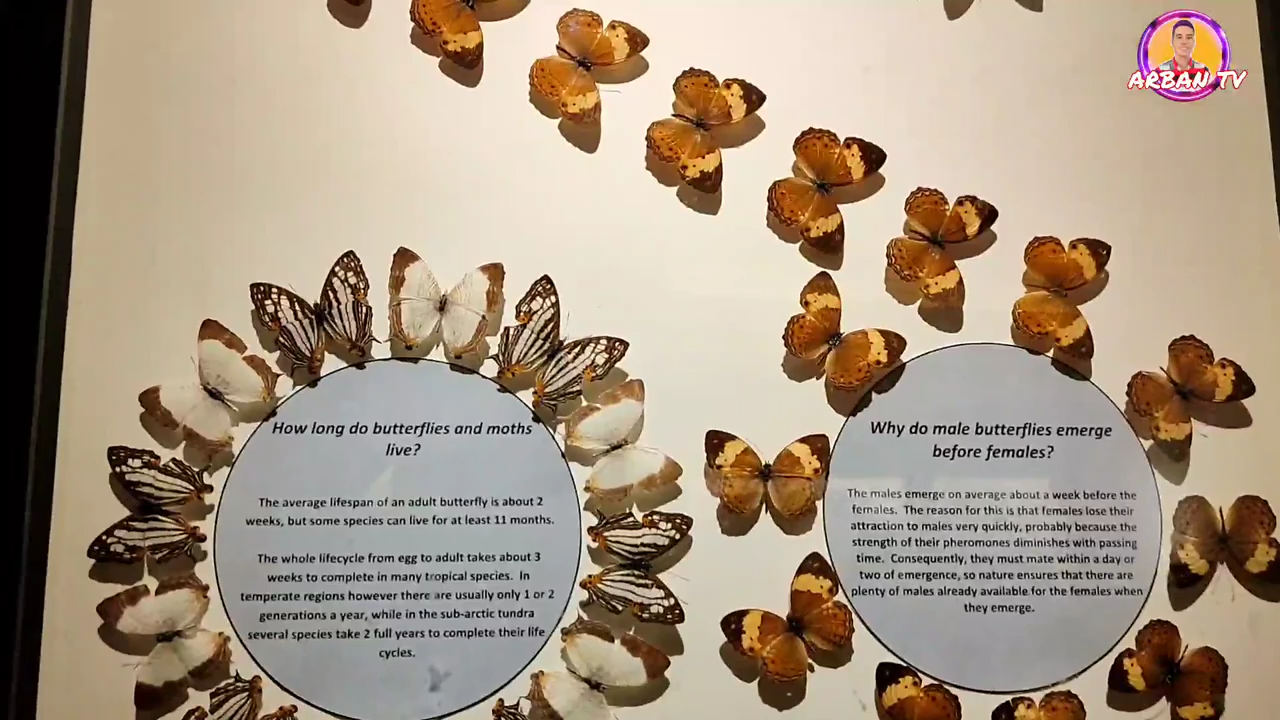 ARBAN TV
How long do butterflies and moths
live?
The average lifespan of an adult butterfly is about 2
weeks, but some species can live for at least 11 months.
The whole lifecycle from egg to adult takes about 3
weeks to complete in many tropical species. In
temperate regions however there are usually only 1 or 2
generations a year, while in the sub-arctic tundra
several species take 2 full years to complete their life
cycles.
Why do male butterflies emerge
before females?
The males emerge on average about a week before the
females. The reason for this is that females lose their
attraction to males very quickly, probably because the
strength of their pheromones diminishes with passing
time. Consequently, they must mate within a day or
two of emergence, so nature ensures that there are
plenty of males already available for the females when
they emerge.